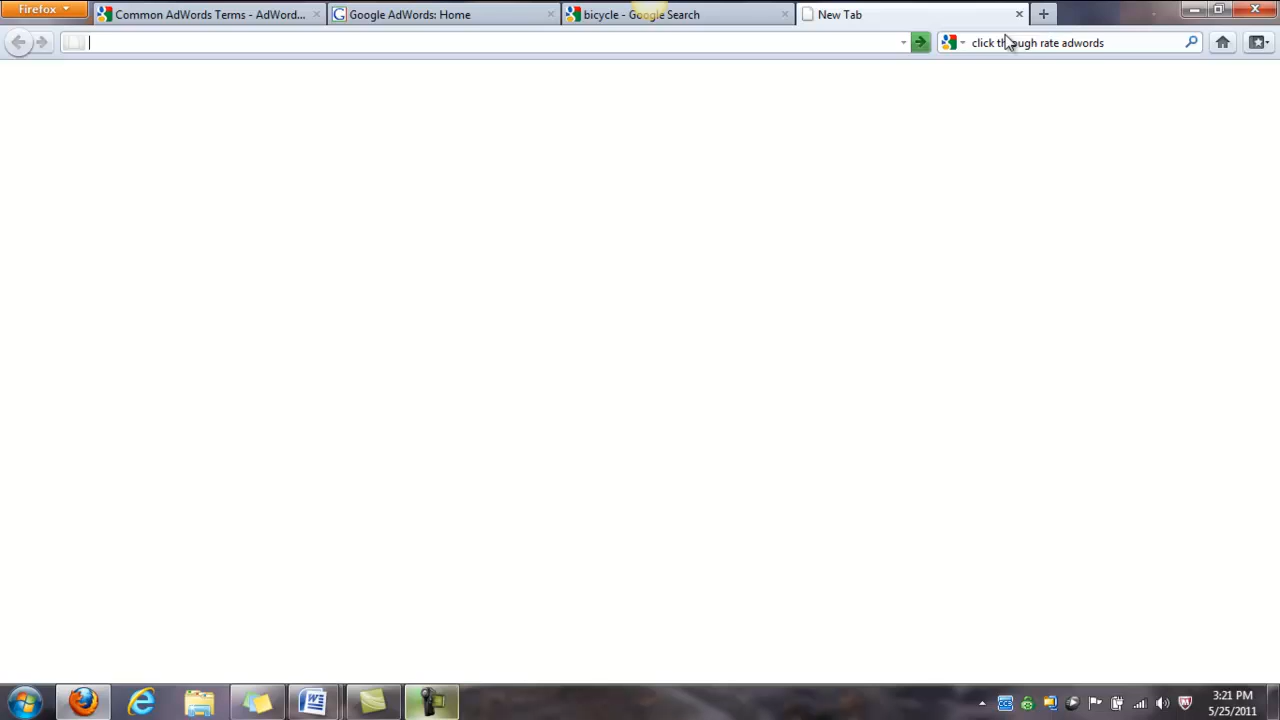 Firefox
Common AdWords Terms - AdWord...
Google AdWords: Home
bicycle - Google Search
New Tab
click through rate adwords
3:21 PM
5/25/2011